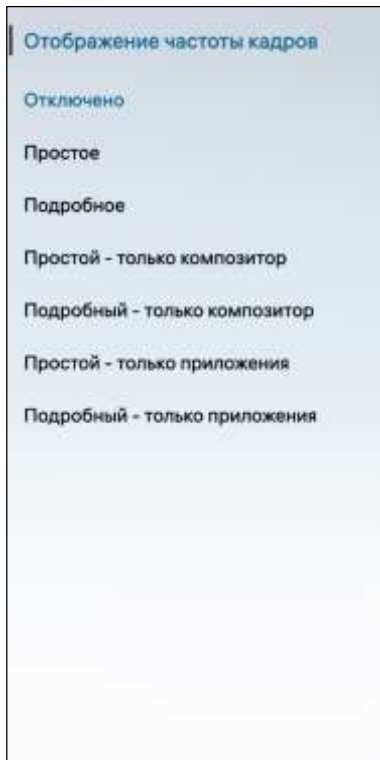 Отображение частоты кадров
Отключено
Простое
Подробное
Простой - только композитор
Подробный - только композитор
Простой - только приложения
Подробный - только приложения